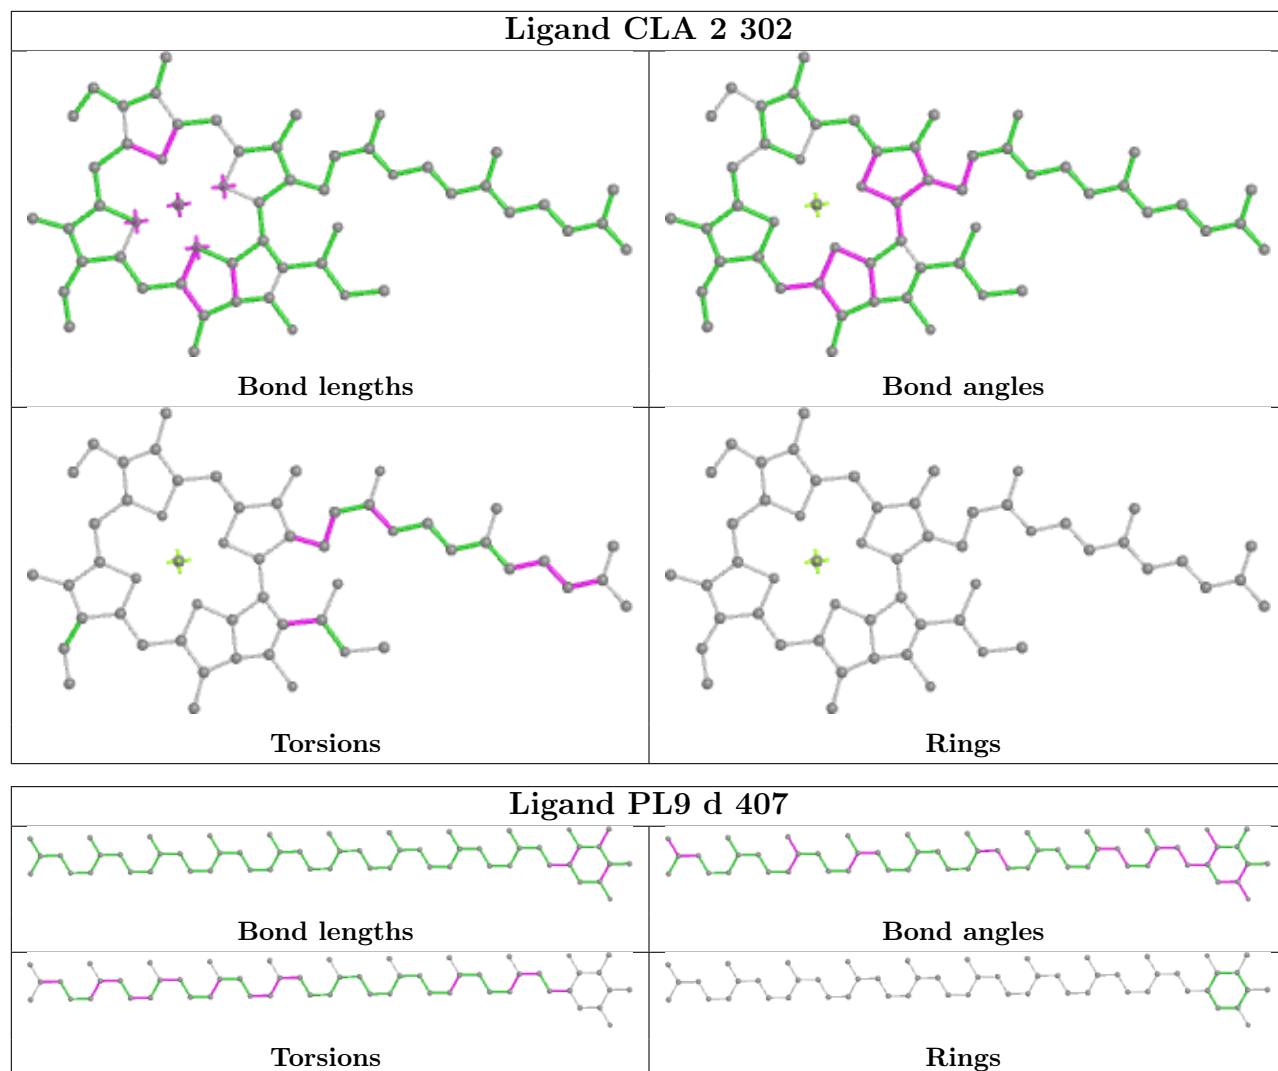 Ligand CLA 2 302
Bond lengths
Bond angles
Torsions
Rings
Ligand PL9 d 407
Bond lengths
Bond angles
Torsions
Rings